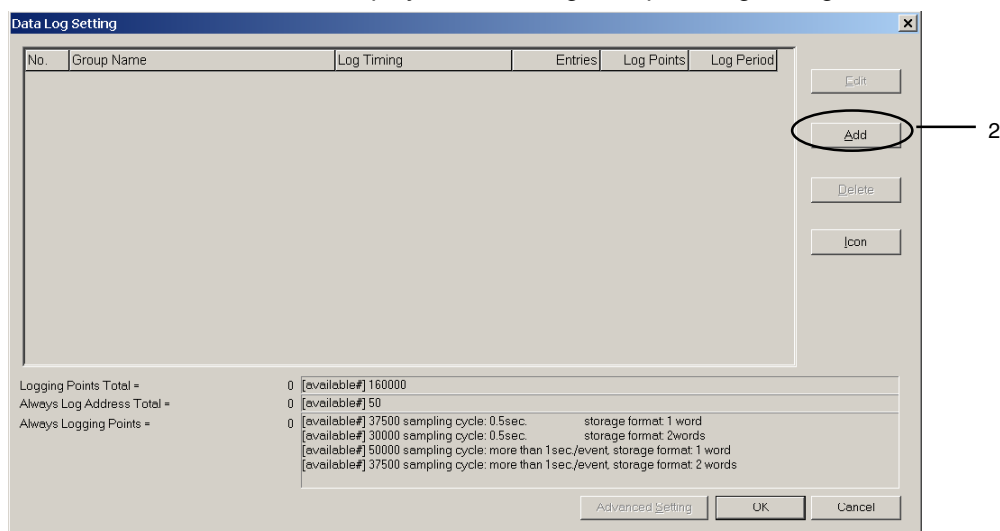 Data Log Setting
No. Group Name Log Timing Entries Log Points Log Period
Edit
Add
2
Delete
Icon
Logging Points Total = 0 [available#] 160000
Always Log Address Total = 0 [available#] 50
Always Logging Points = 0 [available#] 37500 sampling cycle: 0.5sec. storage format: 1 word
[available#] 30000 sampling cycle: 0.5sec. storage format: 2words
[available#] 50000 sampling cycle: more than 1sec./event, storage format: 1 word
[available#] 37500 sampling cycle: more than 1sec./event, storage format: 2 words
Advanced Setting OK Cancel